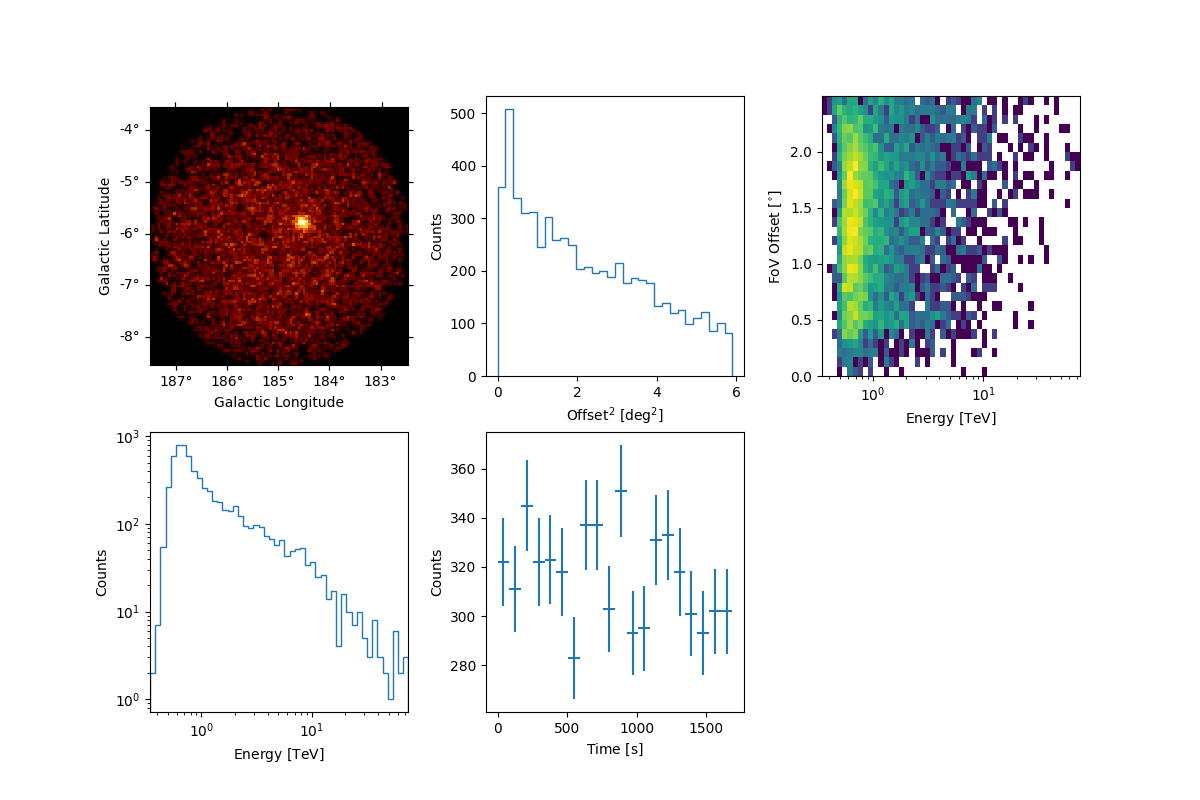 -4°
-5°
-6°
-7°
-8°
Galactic Latitude
187° 186° 185° 184° 183°
Galactic Longitude
500
400
300
200
100
0
Counts
0 2 4 6
Offset² [deg²]
2.0
1.5
1.0
0.5
0.0
FoV Offset [°]
10⁰ 10¹
Energy [TeV]
10³
10²
10¹
10⁰
Counts
10⁰ 10¹
Energy [TeV]
360
340
320
300
280
Counts
0 500 1000 1500
Time [s]